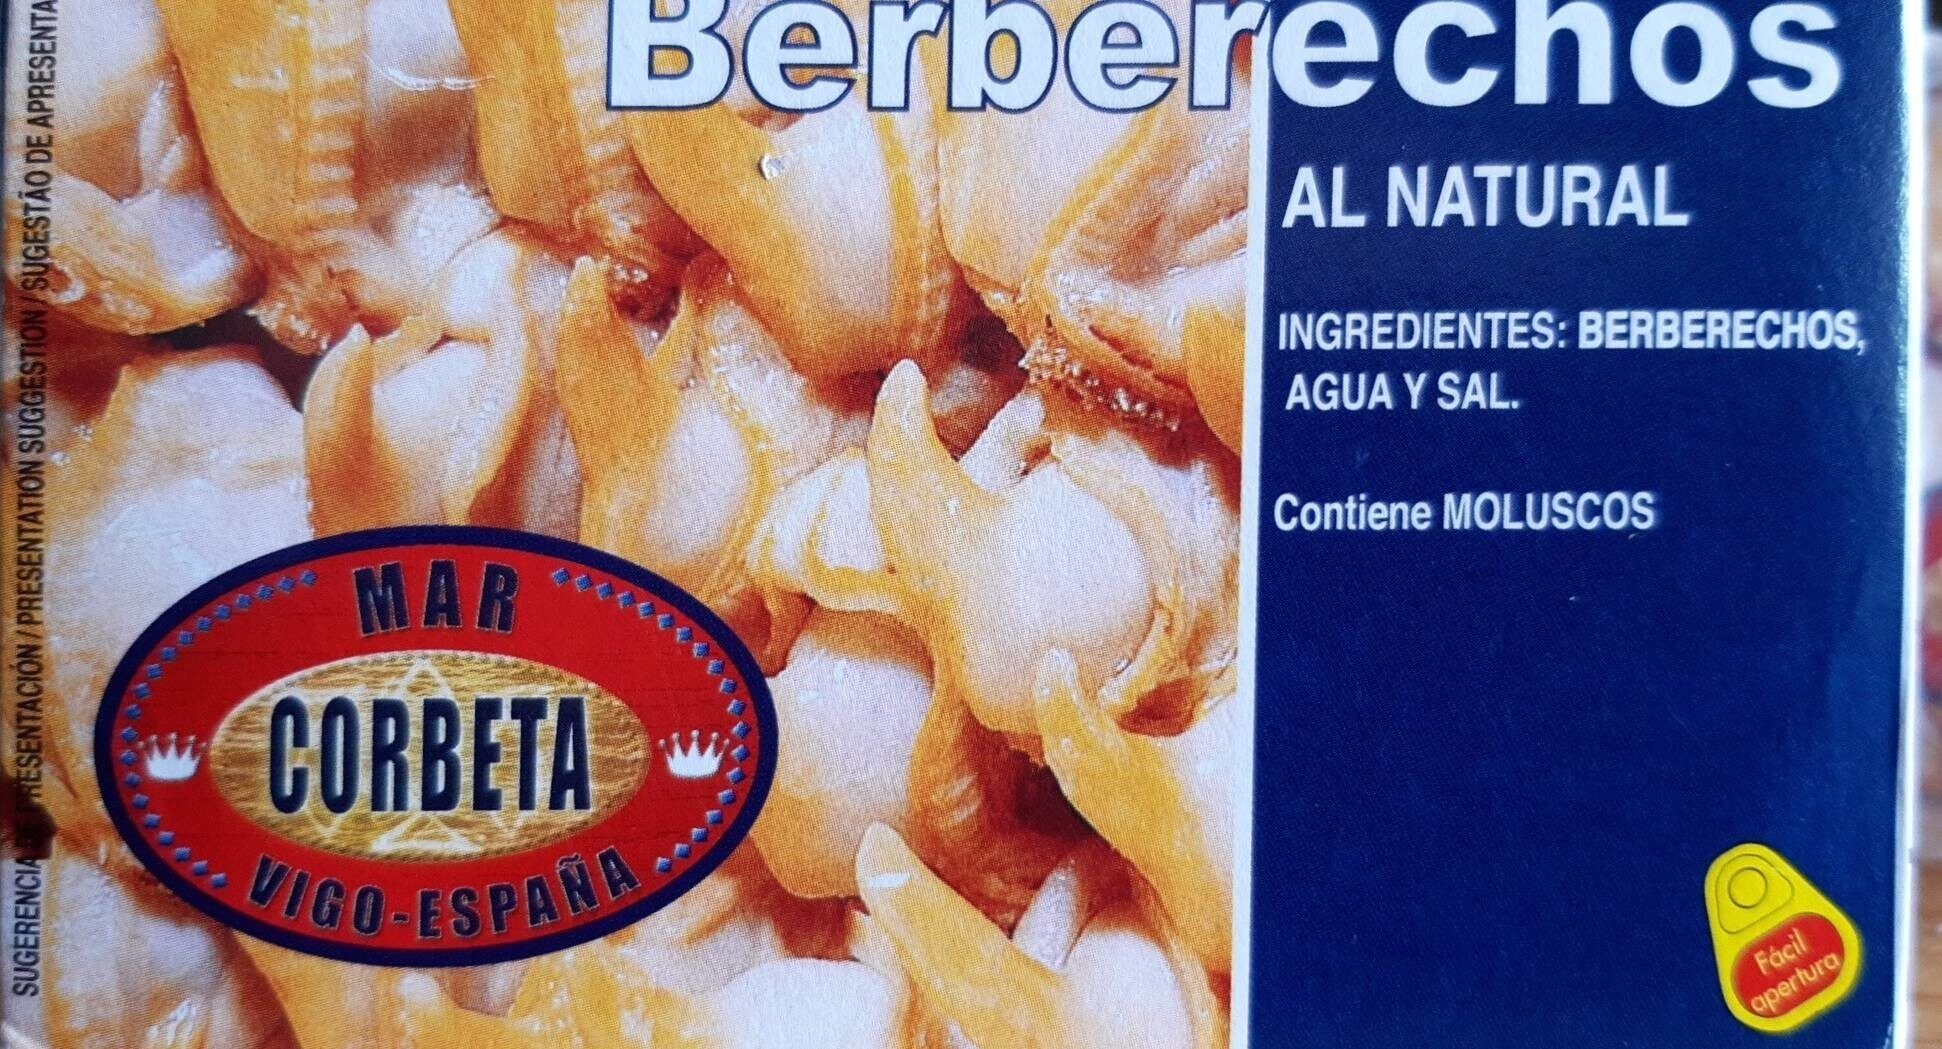 Berberechos
AL NATURAL
INGREDIENTES: BERBERECHOS,
AGUA Y SAL.
Contiene MOLUSCOS
MAR
CORBETA
VIGO-ESPAÑA
Fácil
apertura
SUGERENCIA DE PRESENTACIÓN / PRESENTATION SUGGESTION / SUGESTÃO DE APRESENTA